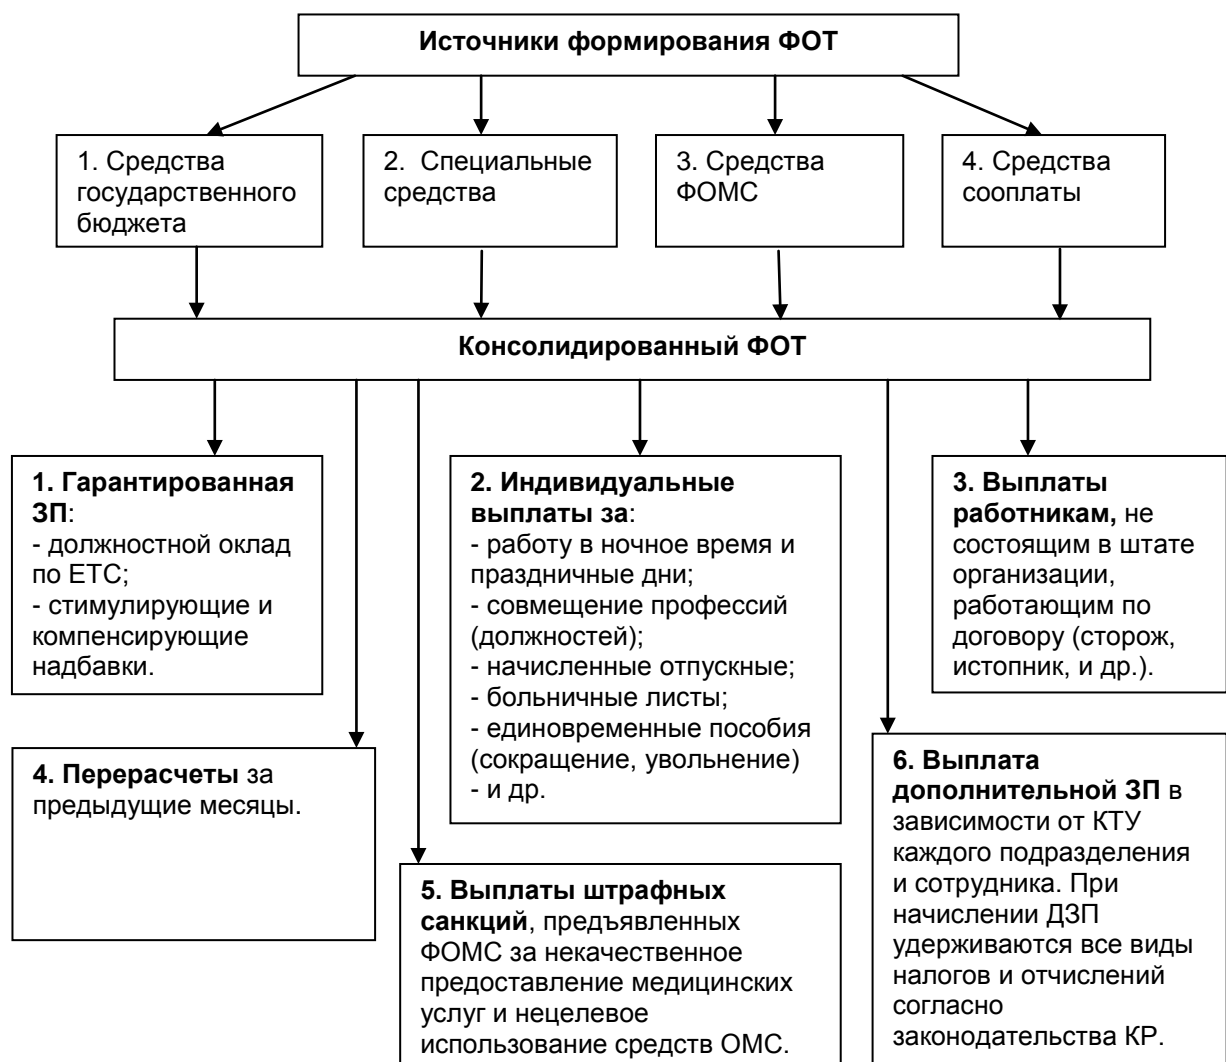 Источники формирования ФОТ
1. Средства
государственного
бюджета
2. Специальные
средства
3. Средства
ФОМС
4. Средства
сооплаты
Консолидированный ФОТ
1. Гарантированная
ЗП:
- должностной оклад
по ЕТС;
- стимулирующие и
компенсирующие
надбавки.
2. Индивидуальные
выплаты за:
- работу в ночное время и
праздничные дни;
- совмещение профессий
(должностей);
- начисленные отпускные;
- больничные листы;
- единовременные пособия
(сокращение, увольнение)
- и др.
3. Выплаты
работникам, не
состоящим в штате
организации,
работающим по
договору (сторож,
истопник, и др.).
4. Перерасчеты за
предыдущие месяцы.
5. Выплаты штрафных
санкций, предъявленных
ФОМС за некачественное
предоставление медицинских
услуг и нецелевое
использование средств ОМС.
6. Выплата
дополнительной ЗП в
зависимости от КТУ
каждого подразделения
и сотрудника. При
начислении ДЗП
удерживаются все виды
налогов и отчислений
согласно
законодательства КР.